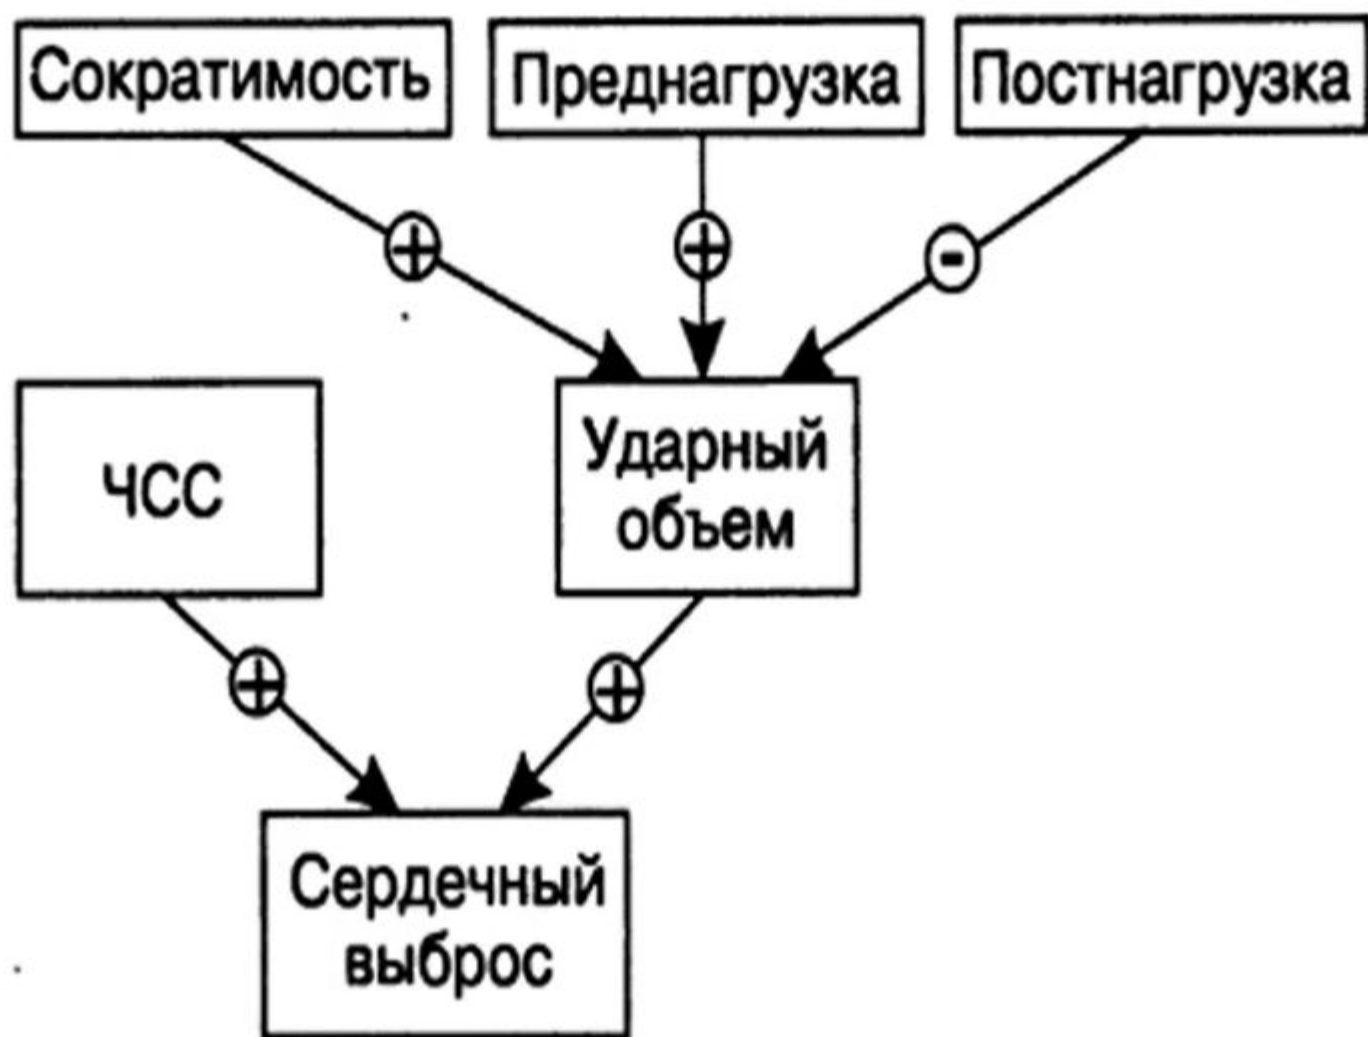 Сократимость
Преднагрузка
Постнагрузка
+
+
-
ЧСС
Ударный
объем
+
+
Сердечный
выброс